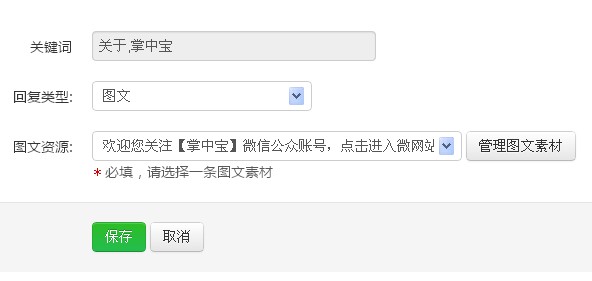 关键词 关于,掌中宝
回复类型: 图文
图文资源: 欢迎您关注【掌中宝】微信公众账号，点击进入微网站 管理图文素材
* 必填，请选择一条图文素材
保存 取消